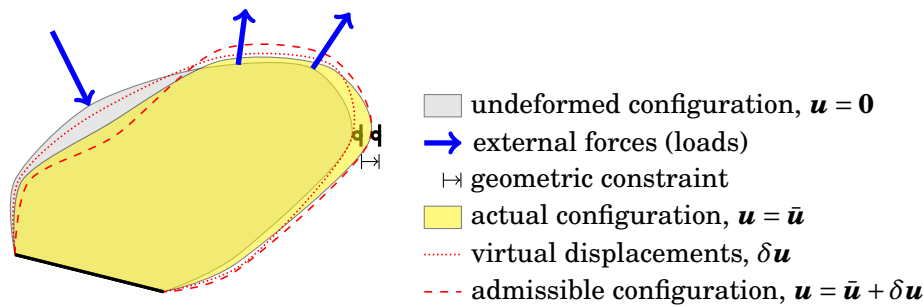 undeformed configuration, u = 0
external forces (loads)
geometric constraint
actual configuration, u = ū
virtual displacements, δu
admissible configuration, u = ū + δu